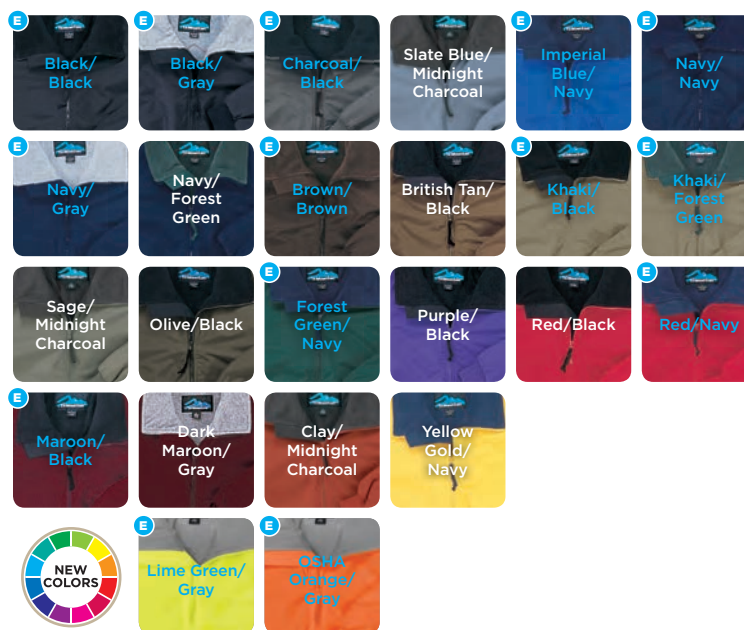 E
Black/
Black
E
Black/
Gray
E
Charcoal/
Black
Slate Blue/
Midnight
Charcoal
E
Imperial
Blue/
Navy
E
Navy/
Navy
E
Navy/
Gray
Navy/
Forest
Green
E
Brown/
Brown
British Tan/
Black
E
Khaki/
Black
E
Khaki/
Forest
Green
Sage/
Midnight
Charcoal
Olive/Black
E
Forest
Green/
Navy
Purple/
Black
Red/Black
E
Red/Navy
E
Maroon/
Black
Dark
Maroon/
Gray
Clay/
Midnight
Charcoal
Yellow
Gold/
Navy
NEW
COLORS
E
Lime Green/
Gray
E
OSHA
Orange/
Gray